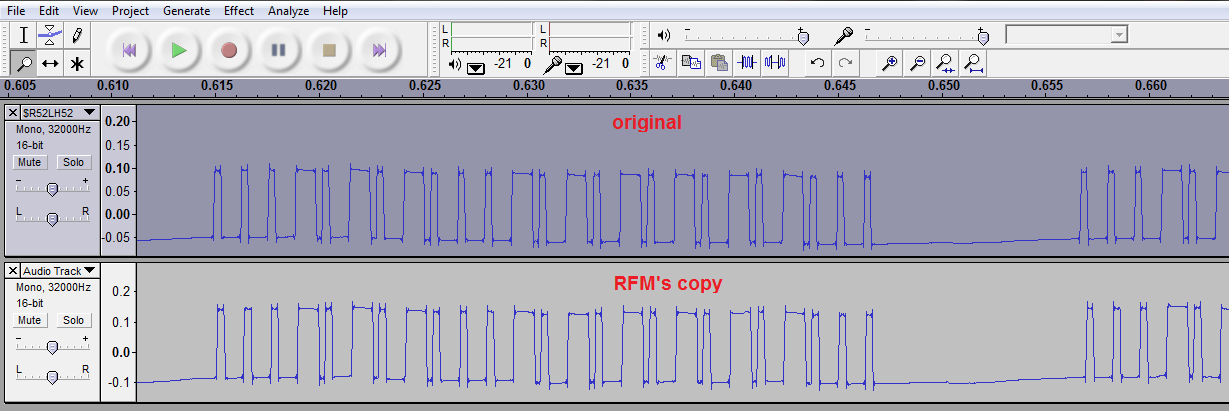 File Edit View Project Generate Effect Analyze Help
L
R
-21 0
L
R
-21 0
- +
- +
0.605 0.610 0.615 0.620 0.625 0.630 0.635 0.640 0.645 0.650 0.655 0.660
$R52LH52
Mono, 32000Hz
16-bit
Mute Solo
- +
L R
0.20
0.15
0.10
0.05
0.00
-0.05
original
Audio Track
Mono, 32000Hz
16-bit
Mute Solo
- +
L R
0.2
0.1
0.0
-0.1
RFM's copy